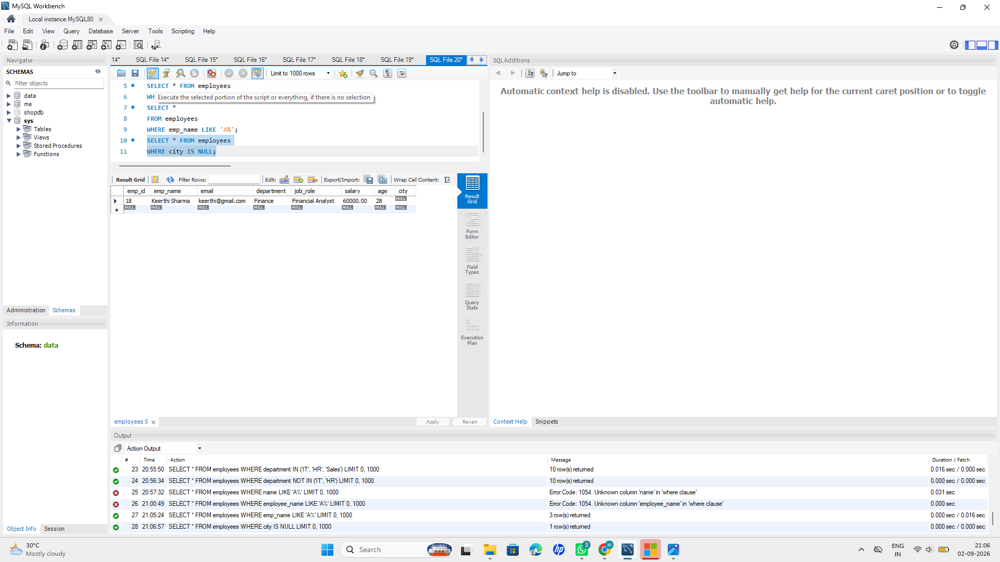 MySQL Workbench
Local instance MySQL80
File Edit View Query Database Server Tools Scripting Help
Navigator
SCHEMAS
Filter objects
data
me
shopdb
sys
Tables
Views
Stored Procedures
Functions
Administration Schemas
Information
Schema: data
Object Info Session
14* SQL File 14* SQL File 15* SQL File 16* SQL File 17* SQL File 18* SQL File 19* SQL File 20*
Limit to 1000 rows
5 SELECT * FROM employees
6 WH
Execute the selected portion of the script or everything, if there is no selection
7 SELECT *
8 FROM employees
9 WHERE emp_name LIKE 'A%';
10 SELECT * FROM employees
11 WHERE city IS NULL;
Result Grid Filter Rows: Edit: Export/Import: Wrap Cell Content:
emp_id emp_name email department job_role salary age city
18 Keerthi Sharma keerthi@gmail.com Finance Financial Analyst 60000.00 28 NULL
NULL NULL NULL NULL NULL NULL NULL NULL
Result
Grid
Form
Editor
Field
Types
Query
Stats
Execution
Plan
employees 5 Apply Revert
SQLAdditions
Jump to
Automatic context help is disabled. Use the toolbar to manually get help for the current caret position or to toggle
automatic help.
Context Help Snippets
Output
Action Output
# Time Action Message Duration / Fetch
23 20:55:50 SELECT * FROM employees WHERE department IN ('IT', 'HR', 'Sales') LIMIT 0, 1000 10 row(s) returned 0.016 sec / 0.000 sec
24 20:56:34 SELECT * FROM employees WHERE department NOT IN ('IT', 'HR') LIMIT 0, 1000 10 row(s) returned 0.000 sec / 0.000 sec
25 20:57:32 SELECT * FROM employees WHERE name LIKE 'A%' LIMIT 0, 1000 Error Code: 1054. Unknown column 'name' in 'where clause' 0.031 sec
26 21:00:49 SELECT * FROM employees WHERE employee_name LIKE 'A%' LIMIT 0, 1000 Error Code: 1054. Unknown column 'employee_name' in 'where clause' 0.000 sec
27 21:05:24 SELECT * FROM employees WHERE emp_name LIKE 'A%' LIMIT 0, 1000 3 row(s) returned 0.000 sec / 0.016 sec
28 21:06:57 SELECT * FROM employees WHERE city IS NULL LIMIT 0, 1000 1 row(s) returned 0.000 sec / 0.000 sec
30°C
Mostly cloudy
Search
3
M
ENG
IN
21:06
02-09-2026